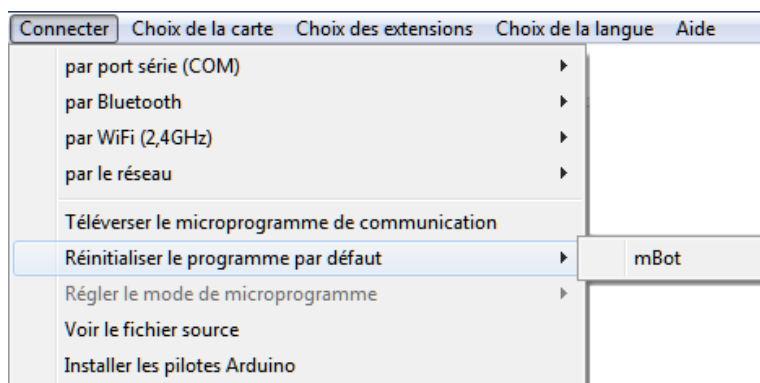 Connecter Choix de la carte Choix des extensions Choix de la langue Aide
par port série (COM)
par Bluetooth
par WiFi (2,4GHz)
par le réseau
Téléverser le microprogramme de communication
Réinitialiser le programme par défaut
mBot
Régler le mode de microprogramme
Voir le fichier source
Installer les pilotes Arduino